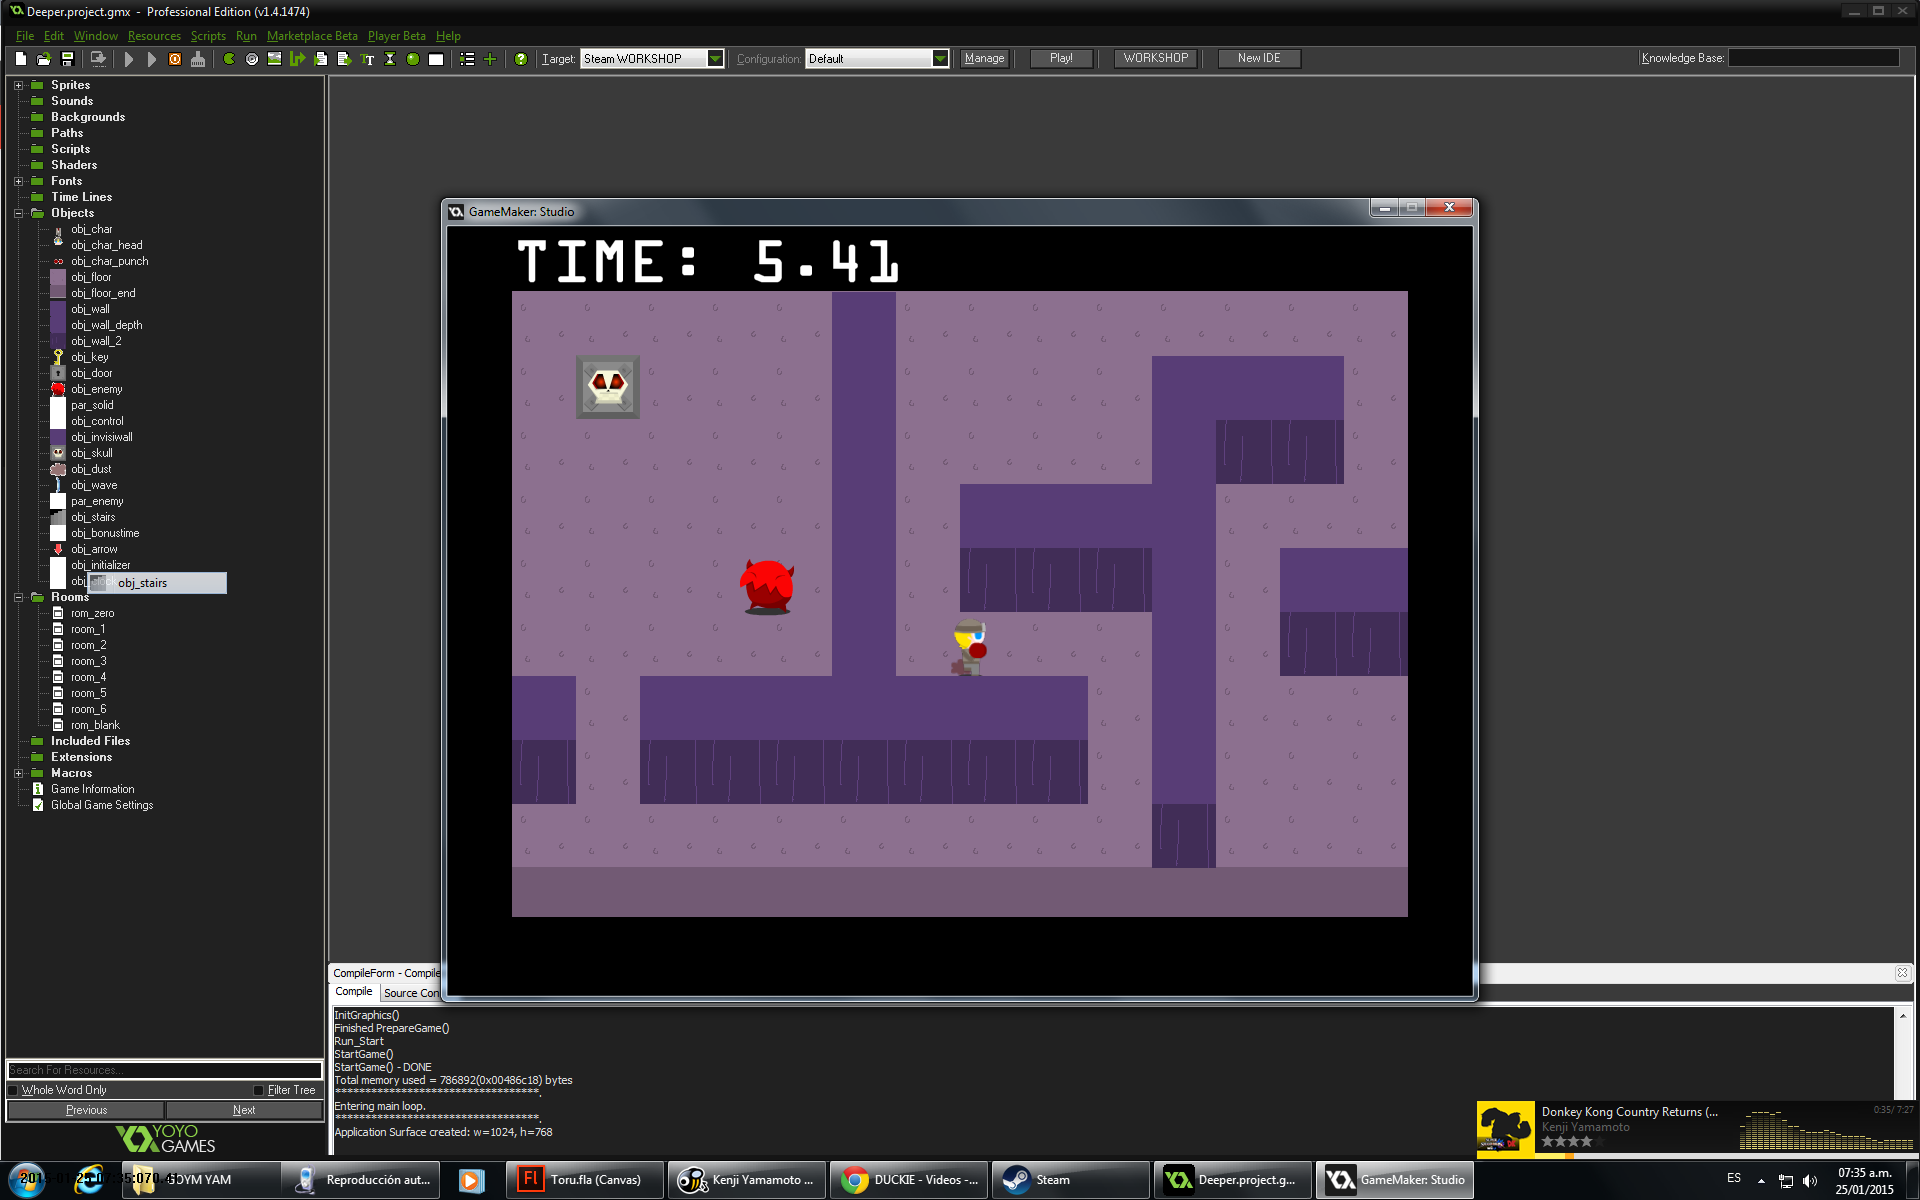 Deeper.project.gmx - Professional Edition (v1.4.1474)
File Edit Window Resources Scripts Run Marketplace Beta Player Beta Help
Target: Steam WORKSHOP Configuration: Default Manage Play! WORKSHOP New IDE Knowledge Base:
Sprites
Sounds
Backgrounds
Paths
Scripts
Shaders
Fonts
Time Lines
Objects
obj_char
obj_char_head
obj_char_punch
obj_floor
obj_floor_end
obj_wall
obj_wall_depth
obj_wall_2
obj_key
obj_door
obj_enemy
par_solid
obj_control
obj_invisiwall
obj_skull
obj_dust
obj_wave
par_enemy
obj_stairs
obj_bonustime
obj_arrow
obj_initializer
obj_stairs
Rooms
rom_zero
room_1
room_2
room_3
room_4
room_5
room_6
rom_blank
Included Files
Extensions
Macros
Game Information
Global Game Settings
Search For Resources...
Whole Word Only Filter Tree
Previous Next
YOYO
GAMES
GameMaker: Studio
TIME: 5.41
CompileForm - Compile
Compile Source Con
InitGraphics()
Finished PrepareGame()
Run_Start
StartGame()
StartGame() - DONE
Total memory used = 786892(0x00486c18) bytes
***********************************.
Entering main loop.
***********************************.
Application Surface created: w=1024, h=768
Donkey Kong Country Returns (...
Kenji Yamamoto
0:35/ 7:27
YM YAM
Reproducción aut...
Fl Toru.fla (Canvas)
Kenji Yamamoto ...
DUCKIE - Videos -...
Steam
Deeper.project.g...
GameMaker: Studio
ES
07:35 a.m.
25/01/2015